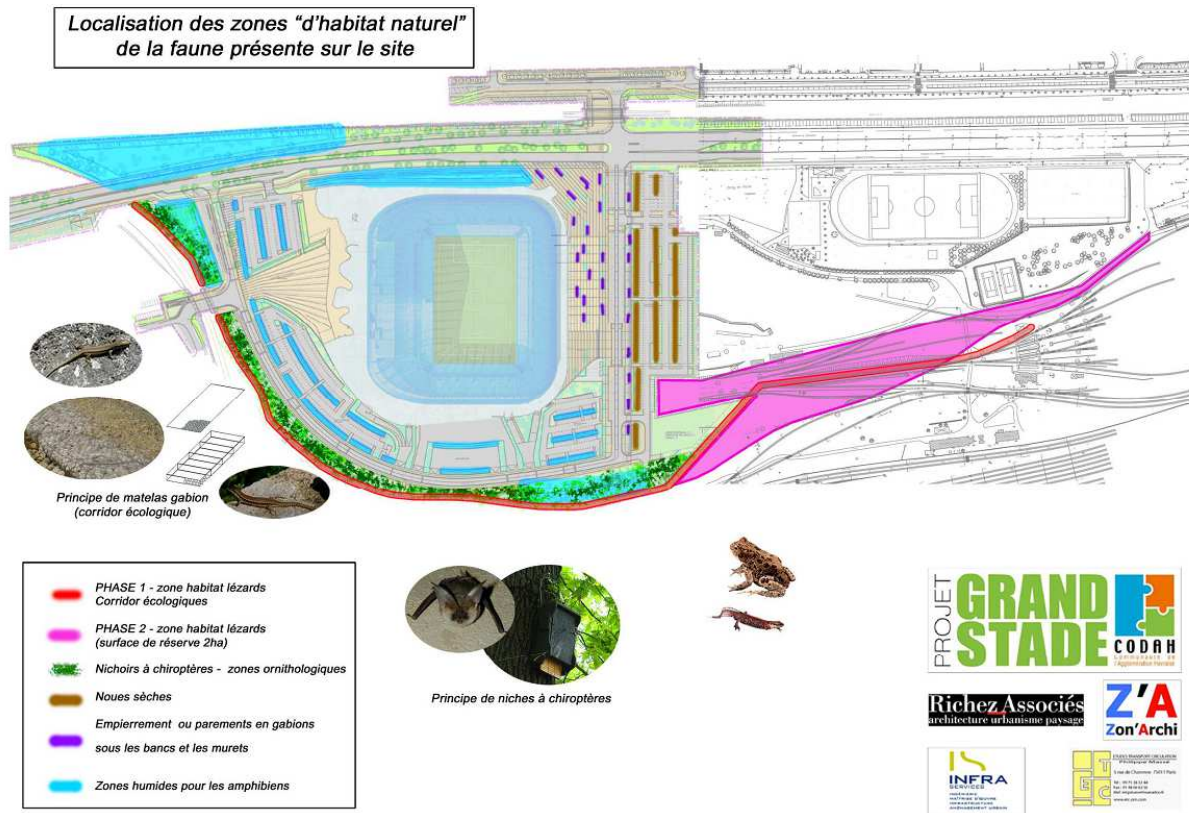 Localisation des zones “d’habitat naturel”
de la faune présente sur le site
Principe de matelas gabion
(corridor écologique)
PHASE 1 - zone habitat lézards
Corridor écologiques
PHASE 2 - zone habitat lézards
(surface de réserve 2ha)
Nichoirs à chiroptères - zones ornithologiques
Noues sèches
Empierrement ou parements en gabions
sous les bancs et les murets
Zones humides pour les amphibiens
Principe de niches à chiroptères
PROJET
GRAND
STADE
CODAH
Richez_Associés
architecture urbanisme paysage
Z'A
Zon'Archi
INFRA
SERVICES
TEC